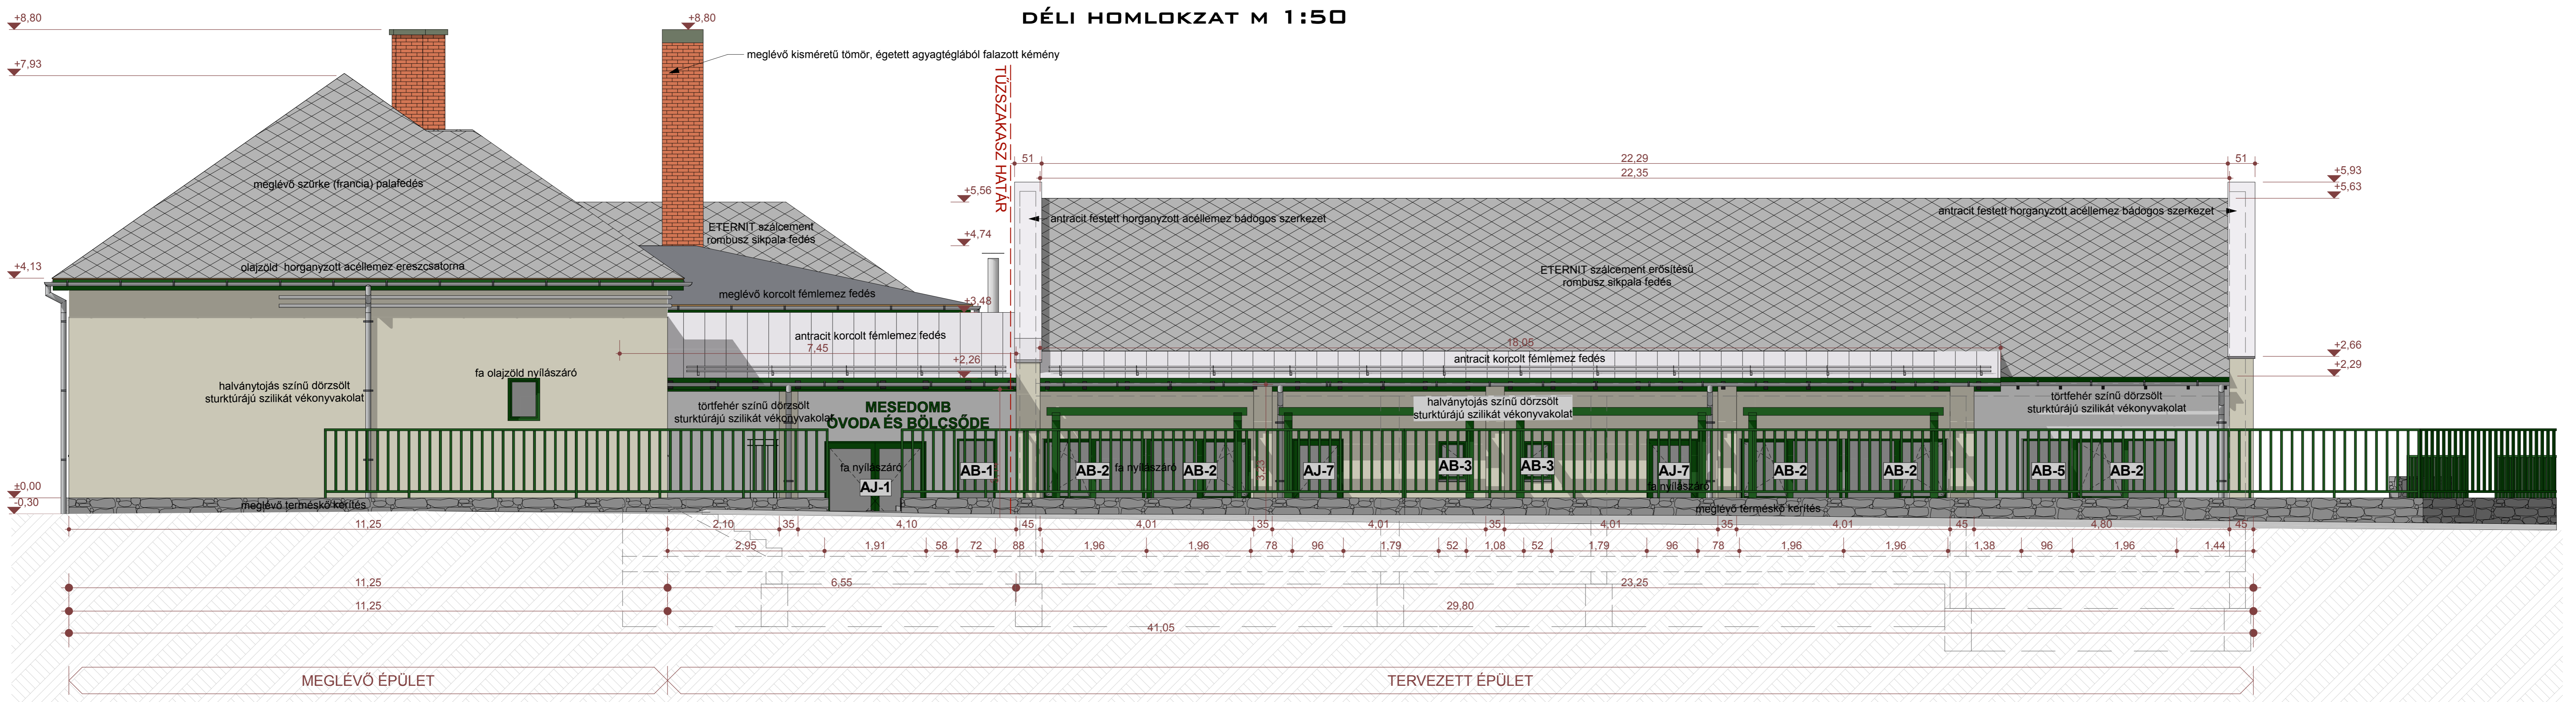 DÉLI HOMLOKZAT M 1:50
+8,80
+8,80
meglévő kisméretű tömör, égetett agyagtéglából falazott kémény
+7,93
TŰZSZAKASZ HATÁR
51
22,29
51
22,35
+5,93
+5,63
meglévő szürke (francia) palafedés
+5,56
antracit festett horganyzott acéllemez bádogos szerkezet
antracit festett horganyzott acéllemez bádogos szerkezet
ETERNIT szálcement
rombusz sikpala fedés
+4,74
+4,13
olajzöld horganyzott acéllemez ereszcsatorna
ETERNIT szálcement erősítésű
rombusz sikpala fedés
meglévő korcolt fémlemez fedés
+3,48
antracit korcolt fémlemez fedés
7,45
18,05
+2,66
+2,26
antracit korcolt fémlemez fedés
+2,29
fa olajzöld nyílászáró
halványtojás színű dörzsölt
sturktúrájú szilikát vékonyvakolat
törtfehér színű dörzsölt
sturktúrájú szilikát vékonyvakolat
MESEDOMB
ÓVODA ÉS BÖLCSŐDE
halványtojás színű dörzsölt
sturktúrájú szilikát vékonyvakolat
törtfehér színű dörzsölt
sturktúrájú szilikát vékonyvakolat
fa nyílászáró
AJ-1
AB-1
AB-2
fa nyílászáró
AB-2
AJ-7
AB-3
AB-3
AJ-7
fa nyílászáró
AB-2
AB-2
AB-5
AB-2
±0,00
-0,30
meglévő terméskő kerítés
meglévő terméskő kerítés
11,25
2,10
35
4,10
45
4,01
35
4,01
35
4,01
35
4,01
45
4,80
45
2,95
1,91
58
72
88
1,96
1,96
78
96
1,79
52
1,08
52
1,79
96
78
1,96
1,96
1,38
96
1,96
1,44
11,25
6,55
23,25
11,25
29,80
41,05
MEGLÉVŐ ÉPÜLET
TERVEZETT ÉPÜLET